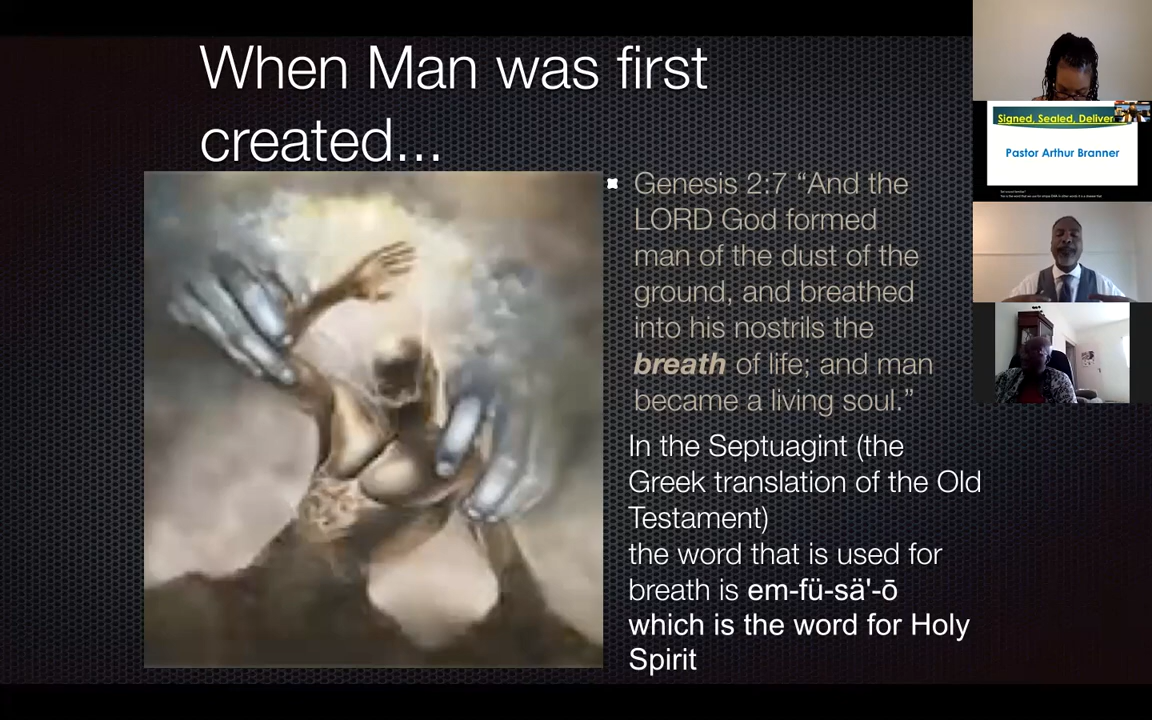 When Man was first
created...
Genesis 2:7 “And the
LORD God formed
man of the dust of the
ground, and breathed
into his nostrils the
breath of life; and man
became a living soul.”
In the Septuagint (the
Greek translation of the Old
Testament)
the word that is used for
breath is em-fü-sä'-ō
which is the word for Holy
Spirit
Signed, Sealed, Deliver
Pastor Arthur Branner